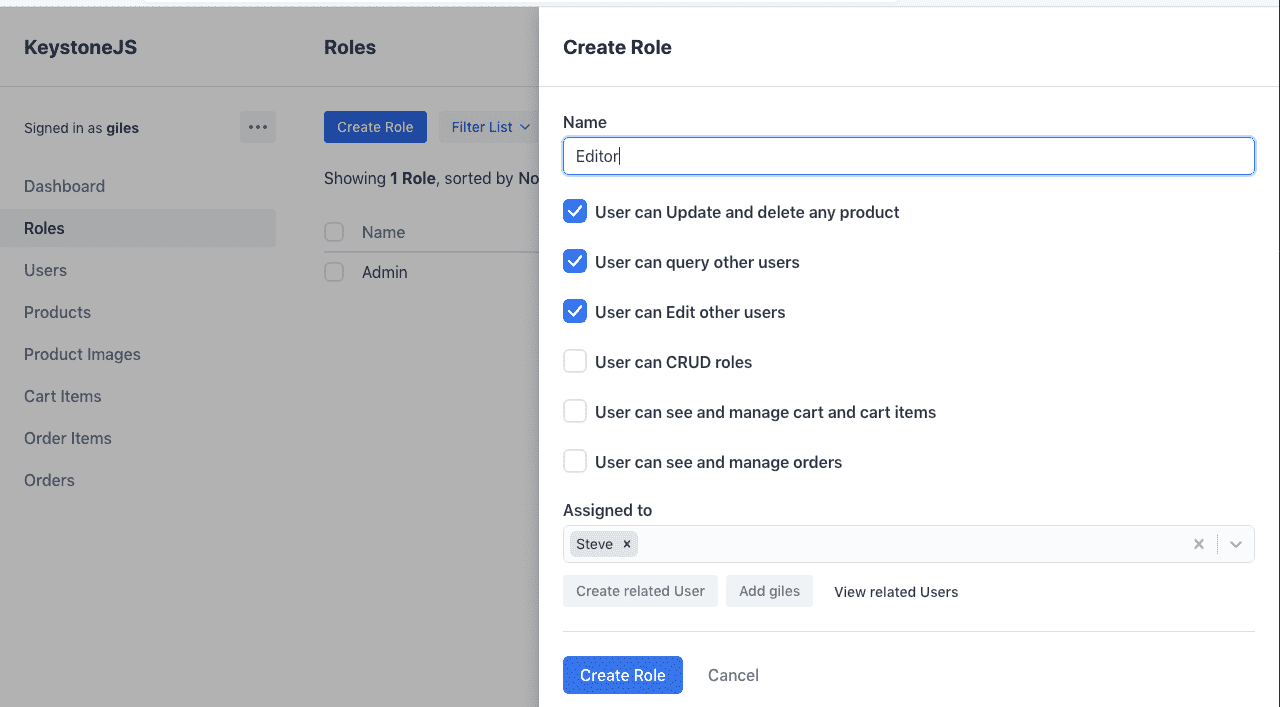 KeystoneJS
Signed in as giles
Dashboard
Roles
Users
Products
Product Images
Cart Items
Order Items
Orders
Roles
Create Role
Filter List
Showing 1 Role, sorted by No
Name
Admin
Create Role
Name
Editor
User can Update and delete any product
User can query other users
User can Edit other users
User can CRUD roles
User can see and manage cart and cart items
User can see and manage orders
Assigned to
Steve
Create related User
Add giles
View related Users
Create Role
Cancel